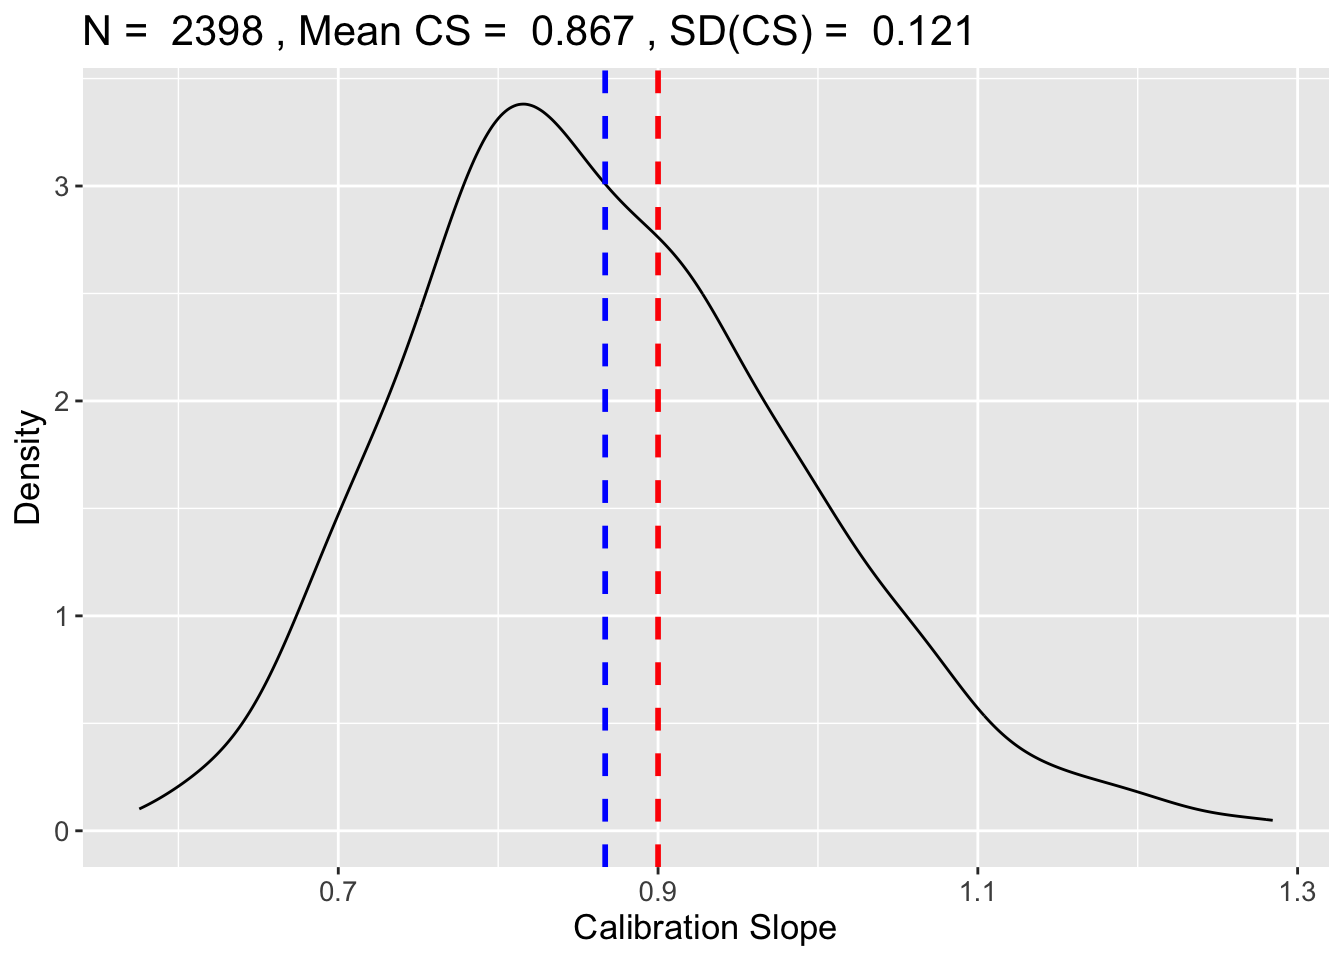 N =  2398 , Mean CS =  0.867 , SD(CS) =  0.121
3
2
1
0
Density
0.7
0.9
1.1
1.3
Calibration Slope